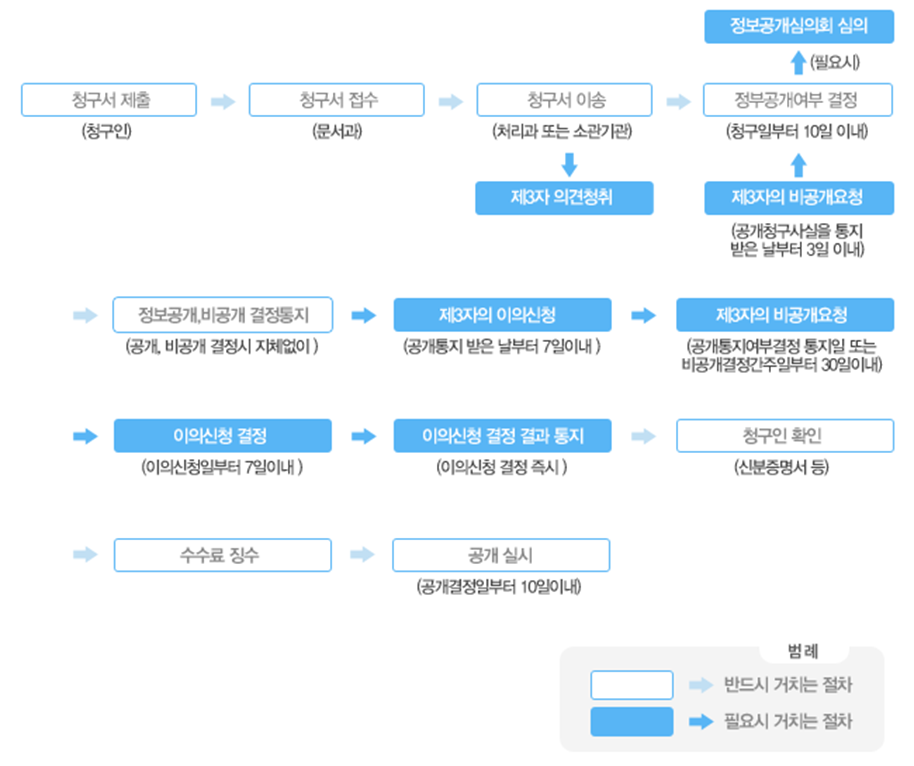 정보공개심의회 심의
(필요시)
청구서 제출
청구서 접수
청구서 이송
정부공개여부 결정
(청구인)
(문서과)
(처리과 또는 소관기관)
(청구일부터 10일 이내)
제3자 의견청취
제3자의 비공개요청
(공개청구사실을 통지
받은 날부터 3일 이내)
정보공개,비공개 결정통지
제3자의 이의신청
제3자의 비공개요청
(공개, 비공개 결정시 지체없이 )
(공개통지 받은 날부터 7일이내 )
(공개통지여부결정 통지일 또는
비공개결정간주일부터 30일이내)
이의신청 결정
이의신청 결정 결과 통지
청구인 확인
(이의신청일부터 7일이내 )
(이의신청 결정 즉시 )
(신분증명서 등)
수수료 징수
공개 실시
(공개결정일부터 10일이내)
범례
반드시 거치는 절차
필요시 거치는 절차